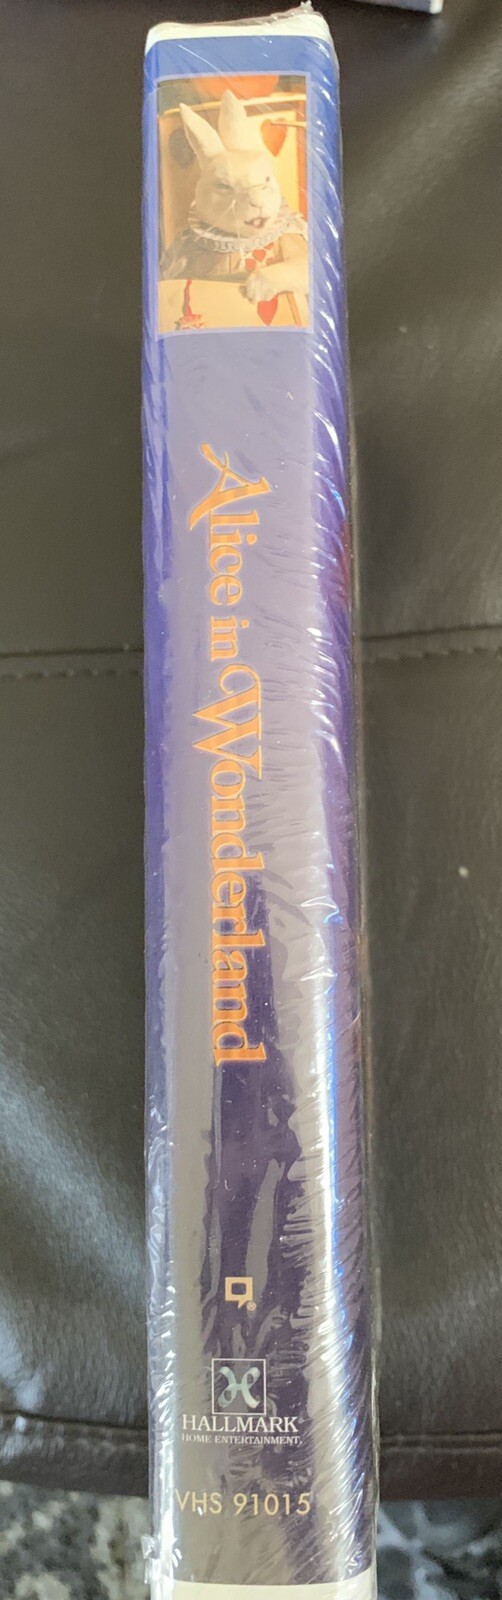 Alice in Wonderland
HALLMARK
HOME ENTERTAINMENT.
VHS 91015